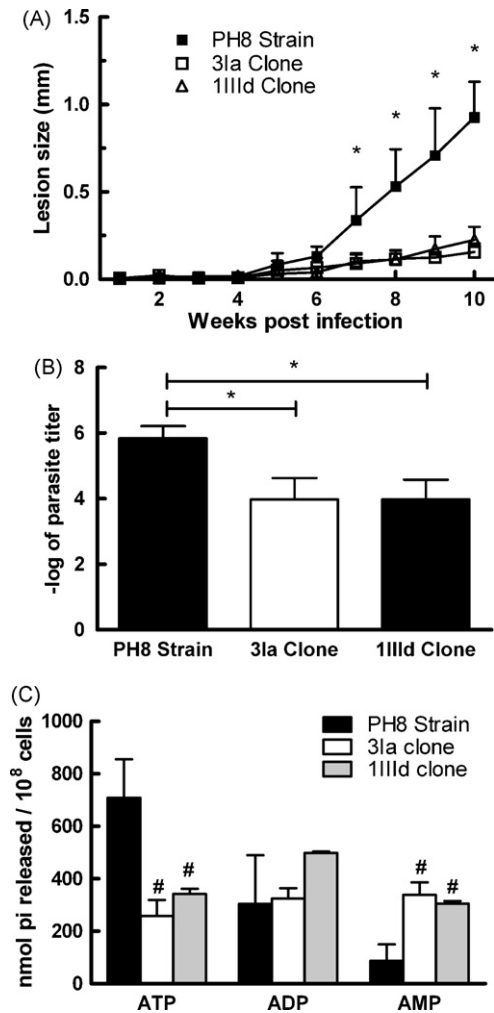 (A)
1.5
1.0
0.5
0.0
Lesion size (mm)
PH8 Strain
3Ia Clone
1IIId Clone
* * * *
2 4 6 8 10
Weeks post infection
(B)
8
6
4
2
0
-log of parasite titer
*
*
PH8 Strain 3Ia Clone 1IIId Clone
(C)
1000
800
600
400
200
0
nmol pi released / 10⁸ cells
PH8 Strain
3Ia clone
1IIId clone
# # # #
ATP ADP AMP